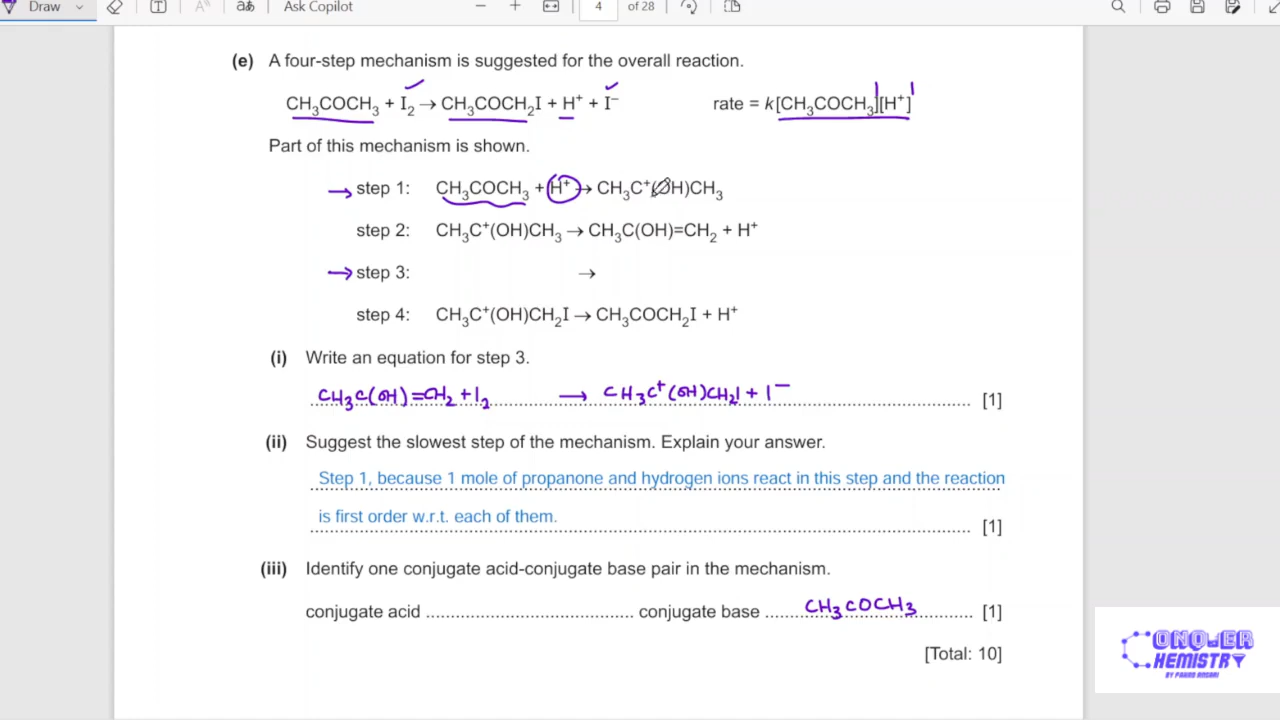 Draw Ask Copilot 4 of 28
(e) A four-step mechanism is suggested for the overall reaction.
CH₃COCH₃ + I₂ → CH₃COCH₂I + H⁺ + I⁻ rate = k[CH₃COCH₃][H⁺]
Part of this mechanism is shown.
step 1: CH₃COCH₃ + H⁺ → CH₃C⁺(OH)CH₃
step 2: CH₃C⁺(OH)CH₃ → CH₃C(OH)=CH₂ + H⁺
step 3: →
step 4: CH₃C⁺(OH)CH₂I → CH₃COCH₂I + H⁺
(i) Write an equation for step 3.
CH₃C(OH)=CH₂ + I₂ → CH₃C⁺(OH)CH₂I + I⁻ [1]
(ii) Suggest the slowest step of the mechanism. Explain your answer.
Step 1, because 1 mole of propanone and hydrogen ions react in this step and the reaction
is first order w.r.t. each of them. [1]
(iii) Identify one conjugate acid-conjugate base pair in the mechanism.
conjugate acid conjugate base CH₃COCH₃ [1]
[Total: 10]
CONQUER
CHEMISTRY
BY FAHAD ANSARI